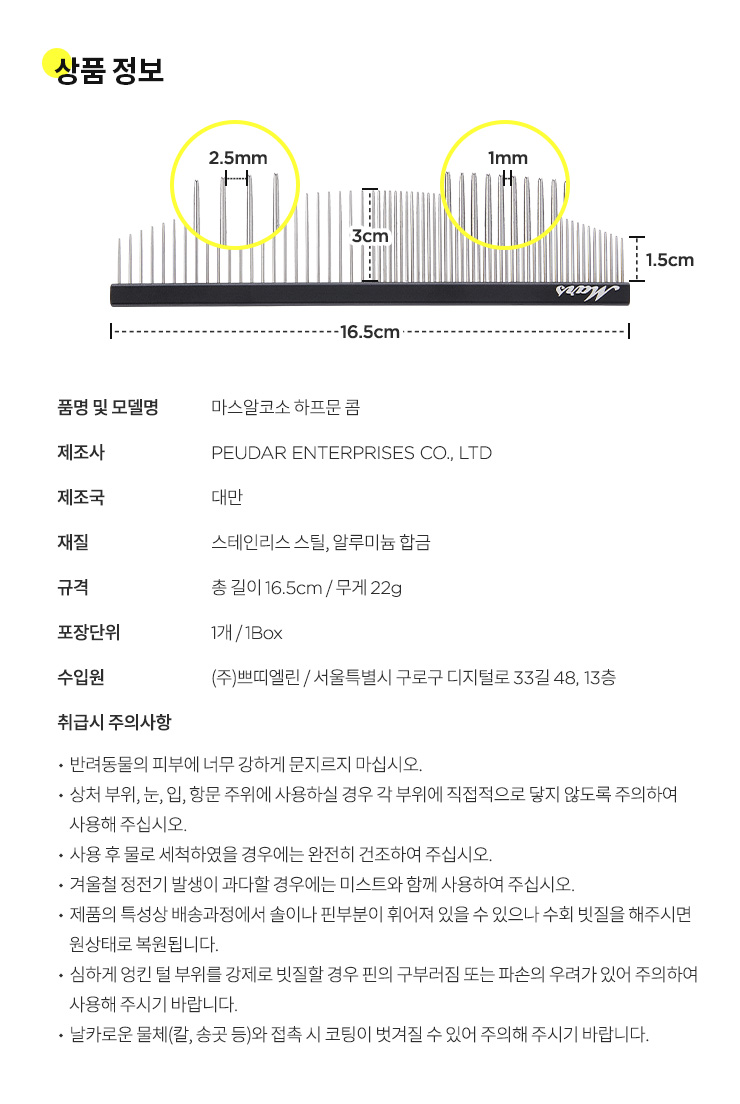 상품 정보
2.5mm
1mm
3cm
1.5cm
Mars
16.5cm
품명 및 모델명 마스알코소 하프문 콤
제조사 PEUDAR ENTERPRISES CO., LTD
제조국 대만
재질 스테인리스 스틸, 알루미늄 합금
규격 총 길이 16.5cm / 무게 22g
포장단위 1개 / 1Box
수입원 (주)쁘띠엘린 / 서울특별시 구로구 디지털로 33길 48, 13층
취급시 주의사항
• 반려동물의 피부에 너무 강하게 문지르지 마십시오.
• 상처 부위, 눈, 입, 항문 주위에 사용하실 경우 각 부위에 직접적으로 닿지 않도록 주의하여
사용해 주십시오.
• 사용 후 물로 세척하였을 경우에는 완전히 건조하여 주십시오.
• 겨울철 정전기 발생이 과다할 경우에는 미스트와 함께 사용하여 주십시오.
• 제품의 특성상 배송과정에서 솔이나 핀부분이 휘어져 있을 수 있으나 수회 빗질을 해주시면
원상태로 복원됩니다.
• 심하게 엉킨 털 부위를 강제로 빗질할 경우 핀의 구부러짐 또는 파손의 우려가 있어 주의하여
사용해 주시기 바랍니다.
• 날카로운 물체(칼, 송곳 등)와 접촉 시 코팅이 벗겨질 수 있어 주의해 주시기 바랍니다.